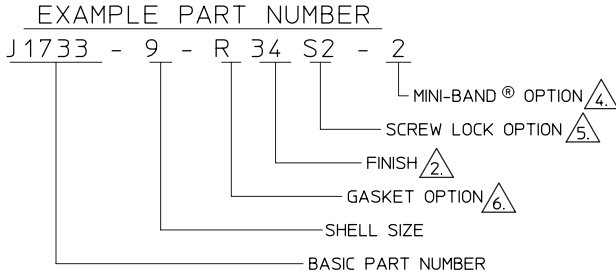 EXAMPLE PART NUMBER
J1733 - 9 - R 34 S2 - 2
MINI-BAND ® OPTION 4.
SCREW LOCK OPTION 5.
FINISH 2.
GASKET OPTION 6.
SHELL SIZE
BASIC PART NUMBER